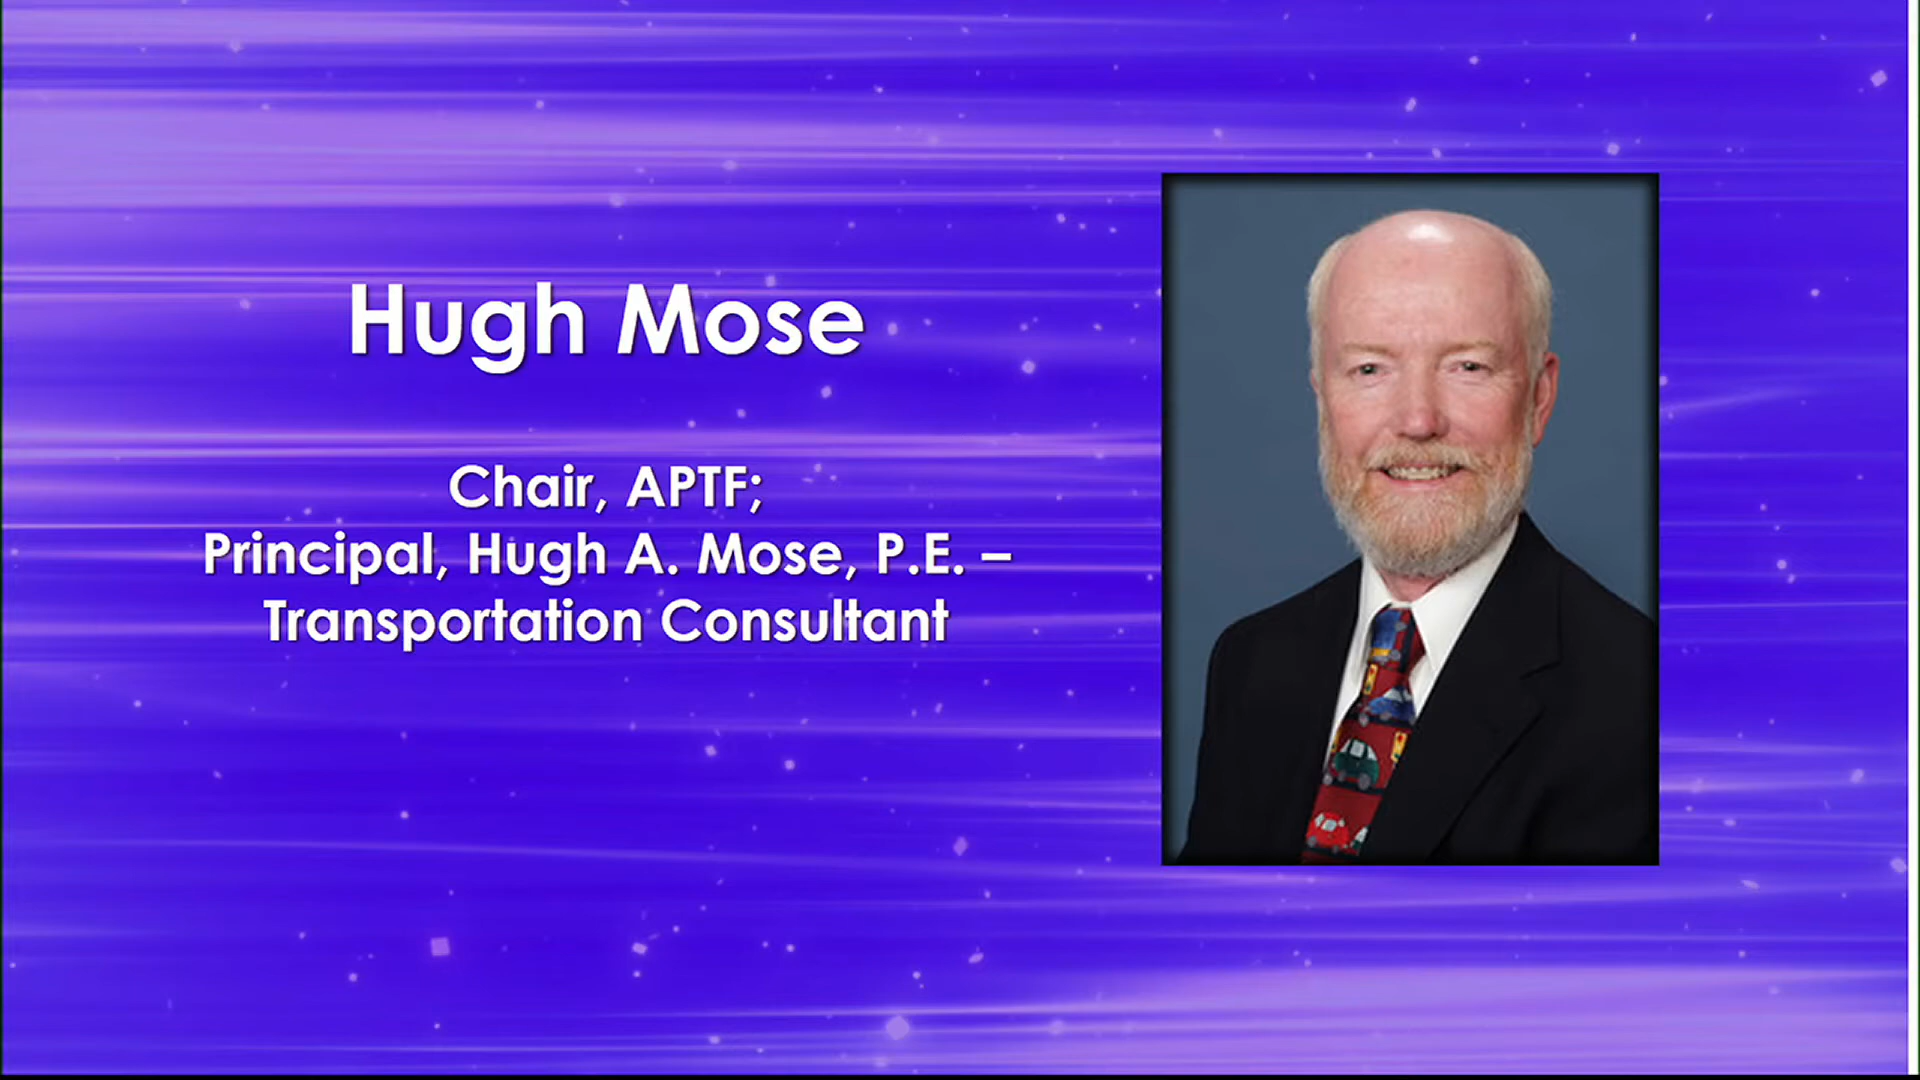 Hugh Mose
Chair, APTF;
Principal, Hugh A. Mose, P.E. –
Transportation Consultant